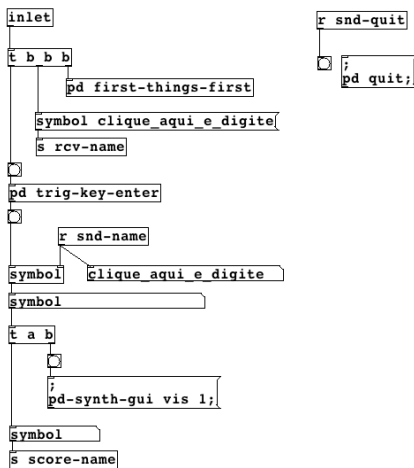 inlet
r snd-quit
t b b b
;
pd quit;
pd first-things-first
symbol clique_aqui_e_digite
s rcv-name
pd trig-key-enter
r snd-name
symbol
clique_aqui_e_digite
symbol
t a b
;
pd-synth-gui vis 1;
symbol
s score-name